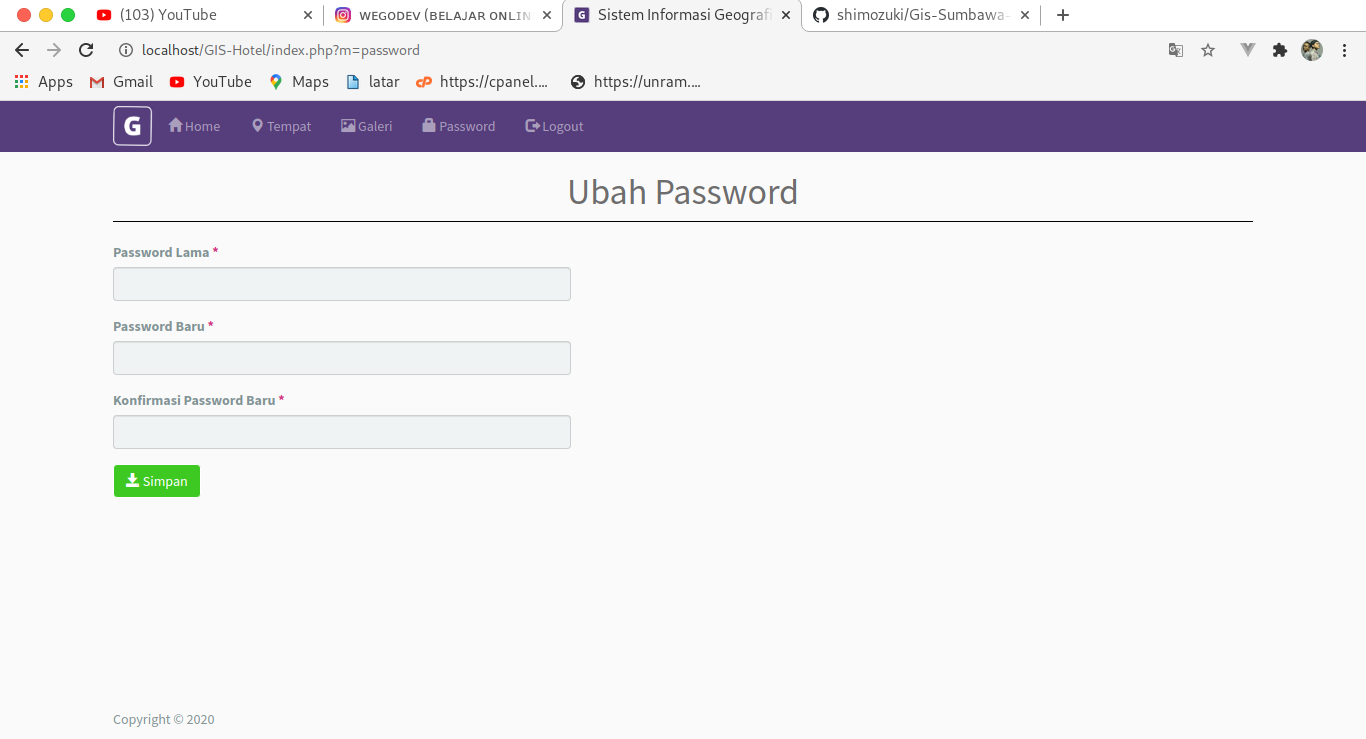 (103) YouTube
WEGODEV (BELAJAR ONLIN
G Sistem Informasi Geografi
shimozuki/Gis-Sumbawa-
localhost/GIS-Hotel/index.php?m=password
Apps
Gmail
YouTube
Maps
latar
cP https://cpanel....
https://unram....
G
Home
Tempat
Galeri
Password
Logout
Ubah Password
Password Lama *
Password Baru *
Konfirmasi Password Baru *
Simpan
Copyright © 2020